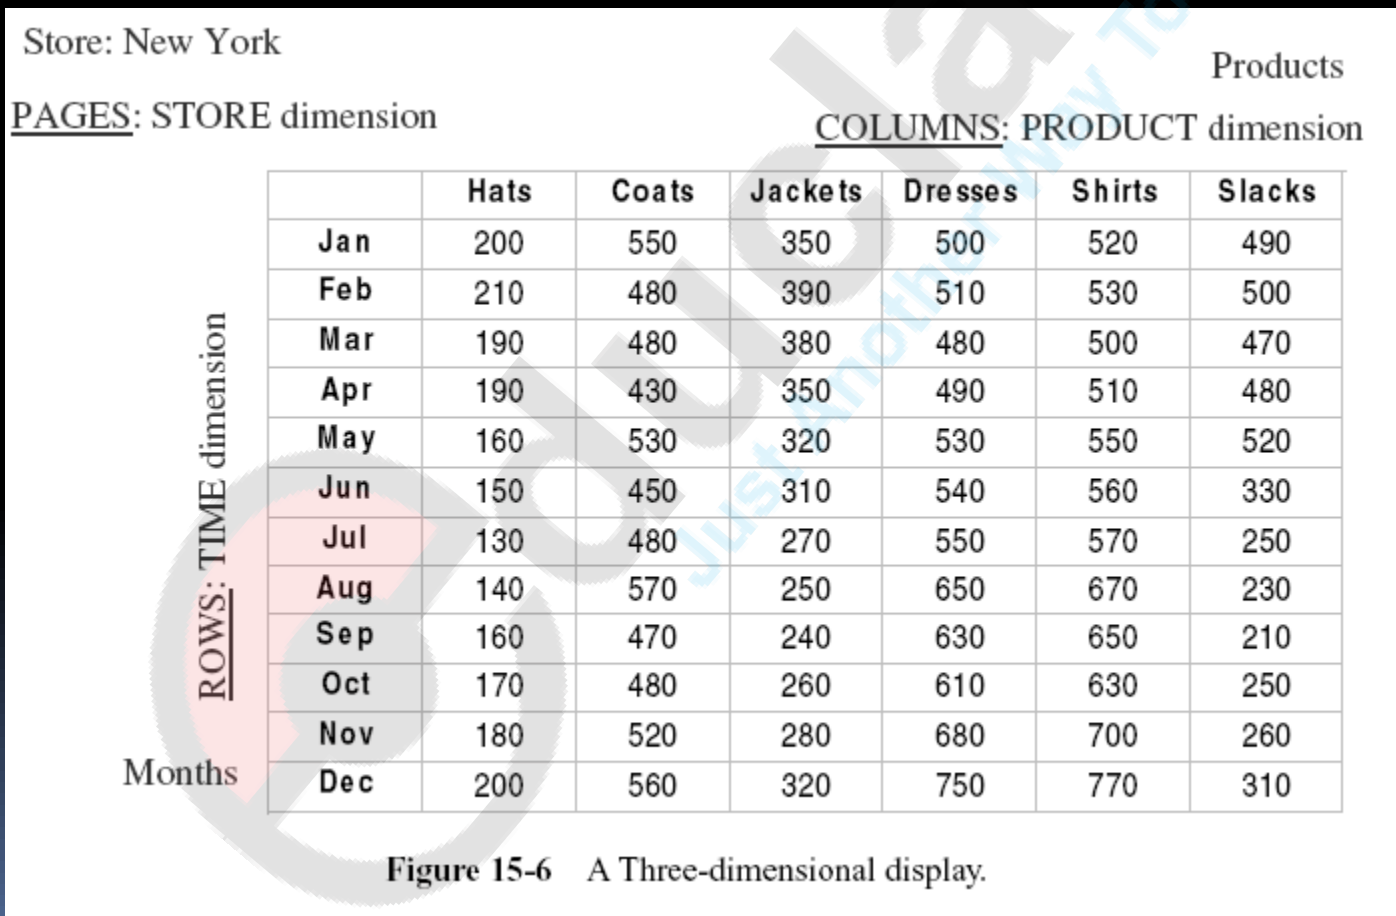 Store: New York
Products
PAGES: STORE dimension
COLUMNS: PRODUCT dimension
Hats Coats Jackets Dresses Shirts Slacks
Jan 200 550 350 500 520 490
Feb 210 480 390 510 530 500
Mar 190 480 380 480 500 470
Apr 190 430 350 490 510 480
May 160 530 320 530 550 520
Jun 150 450 310 540 560 330
Jul 130 480 270 550 570 250
Aug 140 570 250 650 670 230
Sep 160 470 240 630 650 210
Oct 170 480 260 610 630 250
Nov 180 520 280 680 700 260
Dec 200 560 320 750 770 310
ROWS: TIME dimension
Months
Figure 15-6 A Three-dimensional display.
Just Another Way To